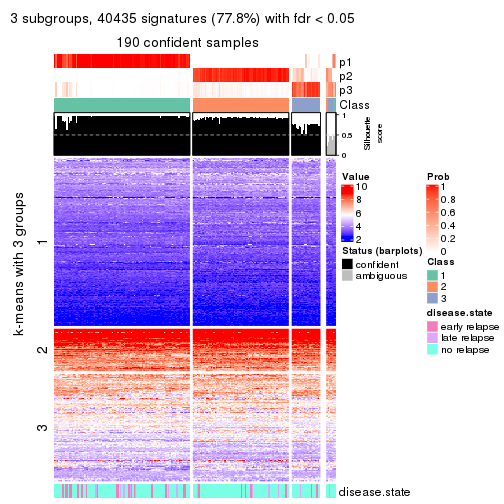 3 subgroups, 40435 signatures (77.8%) with fdr < 0.05
190 confident samples
p1
p2
p3
Class
1
0.5
0
Silhouette
score
k-means with 3 groups
1
2
3
disease.state
Value
10
8
6
4
2
Status (barplots)
confident
ambiguous
Prob
1
0.8
0.6
0.4
0.2
0
Class
1
2
3
disease.state
early relapse
late relapse
no relapse